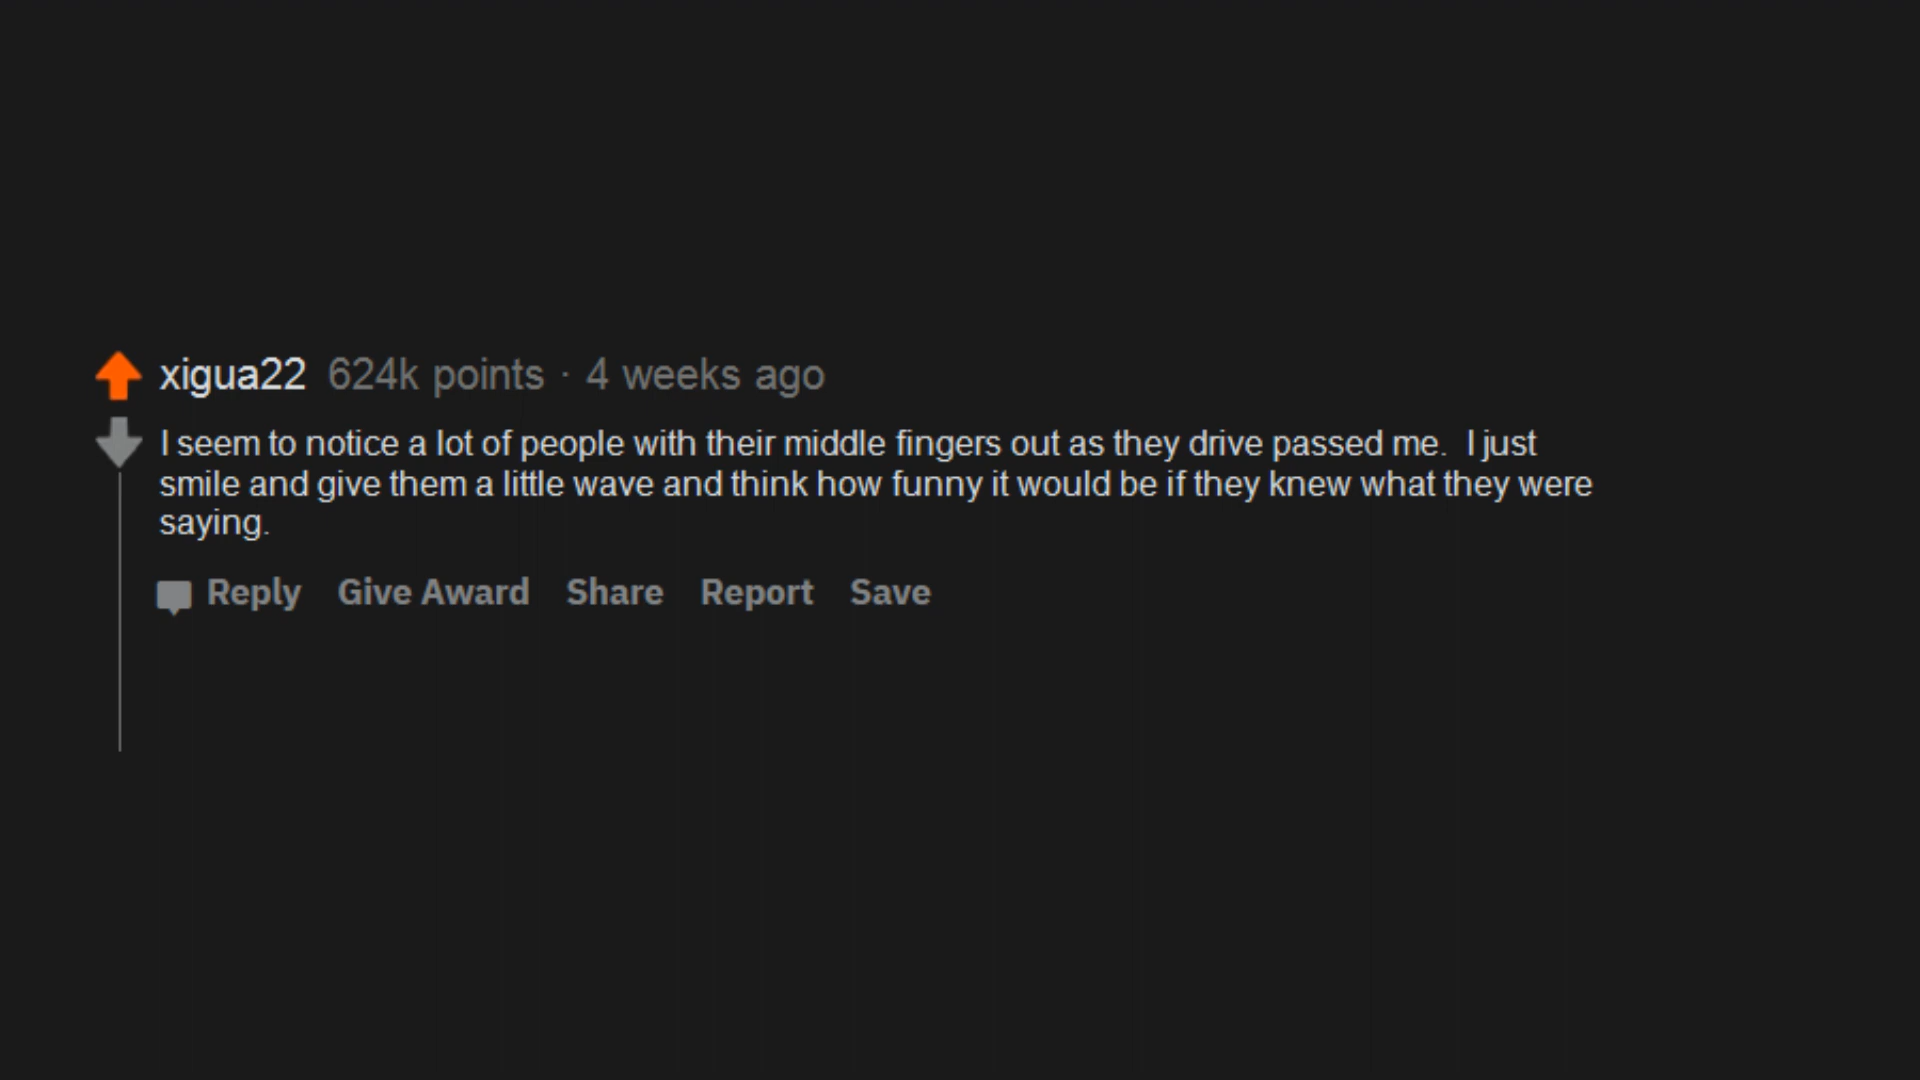 xigua22 624k points · 4 weeks ago
I seem to notice a lot of people with their middle fingers out as they drive passed me.  I just
smile and give them a little wave and think how funny it would be if they knew what they were
saying.
Reply Give Award Share Report Save